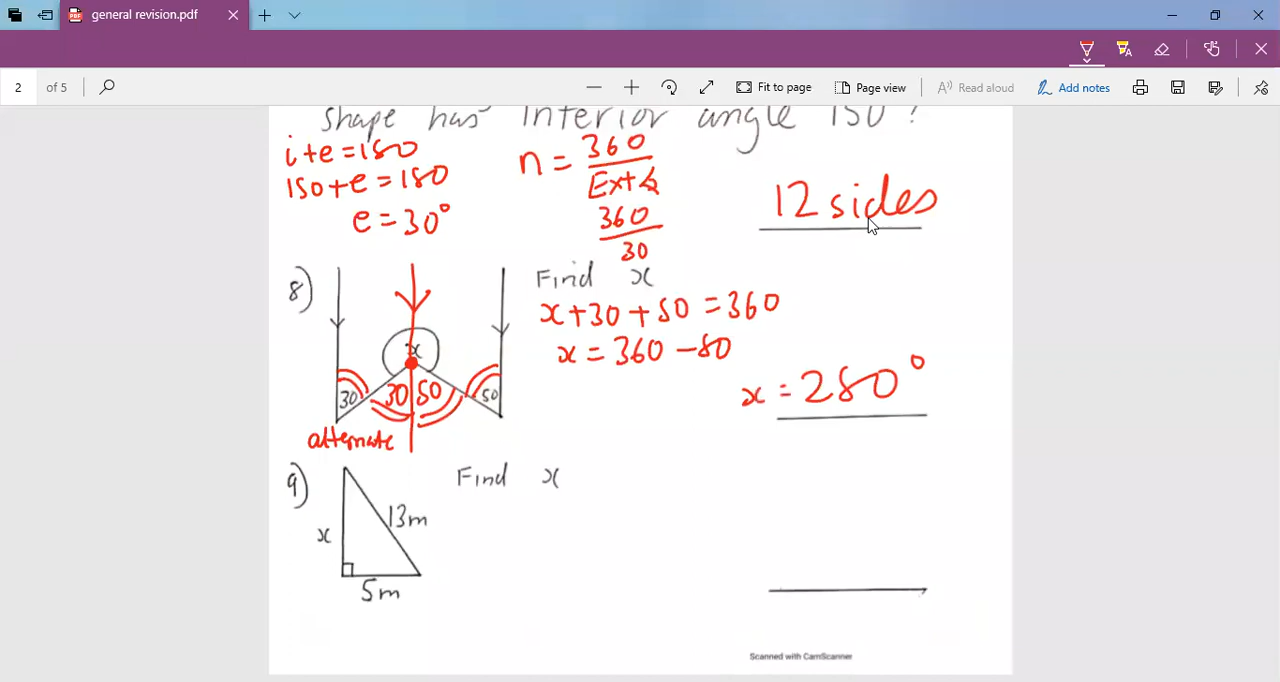 general revision.pdf
2 of 5
Fit to page
Page view
Read aloud
Add notes
shape has interior angle 150?
i+e=180
150+e=180
e=30°
n = 360
Ext∠
360
30
12 sides
8)
Find x
x+30+50=360
x = 360-80
x
30
30
50
50
x = 280°
alternate
9)
Find x
x
13m
5m
Scanned with CamScanner